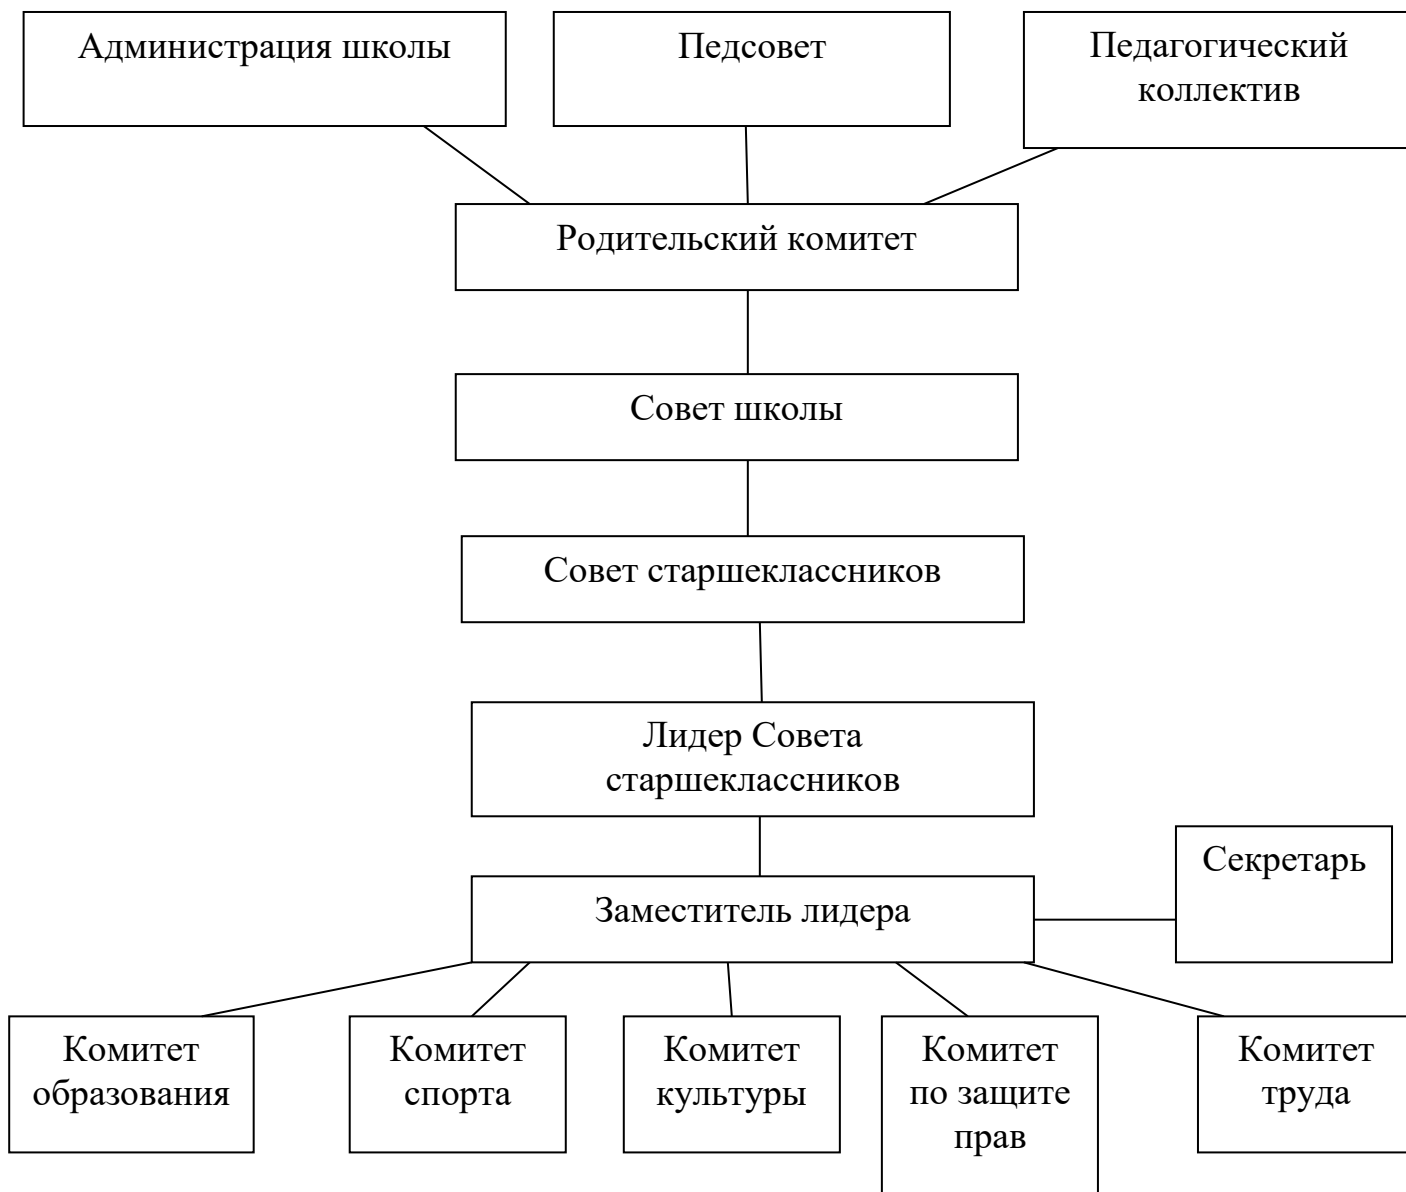 Администрация школы
Педсовет
Педагогический
коллектив
Родительский комитет
Совет школы
Совет старшеклассников
Лидер Совета
старшеклассников
Секретарь
Заместитель лидера
Комитет
образования
Комитет
спорта
Комитет
культуры
Комитет
по защите
прав
Комитет
труда